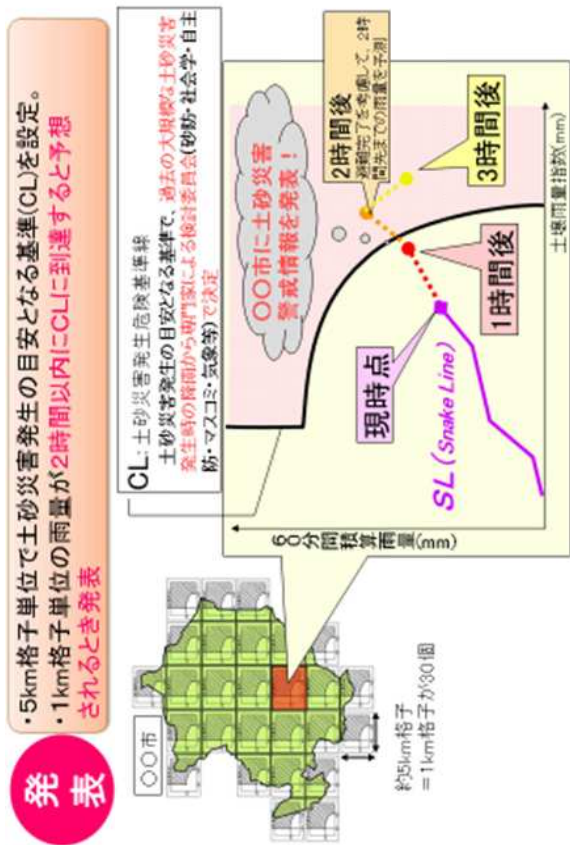 発
表
・5km格子単位で土砂災害発生の目安となる基準(CL)を設定。
・1km格子単位の雨量が2時間以内にCLに到達すると予想
されるとき発表
〇〇市
約5km格子
＝1km格子が30個
CL：土砂災害発生危険基準線
土砂災害発生の目安となる基準で、過去の大規模な土砂災害
発生時の降雨から専門家による検討委員会(砂防・社会学・自主
防・マスコミ・気象等)で決定
60分間積算雨量(mm)
〇〇市に土砂災害
警戒情報を発表！
2時間後
避難完了を考慮して、2時
間先までの雨量を予測
現時点
1時間後
3時間後
SL(Snake Line)
土壌雨量指数(mm)